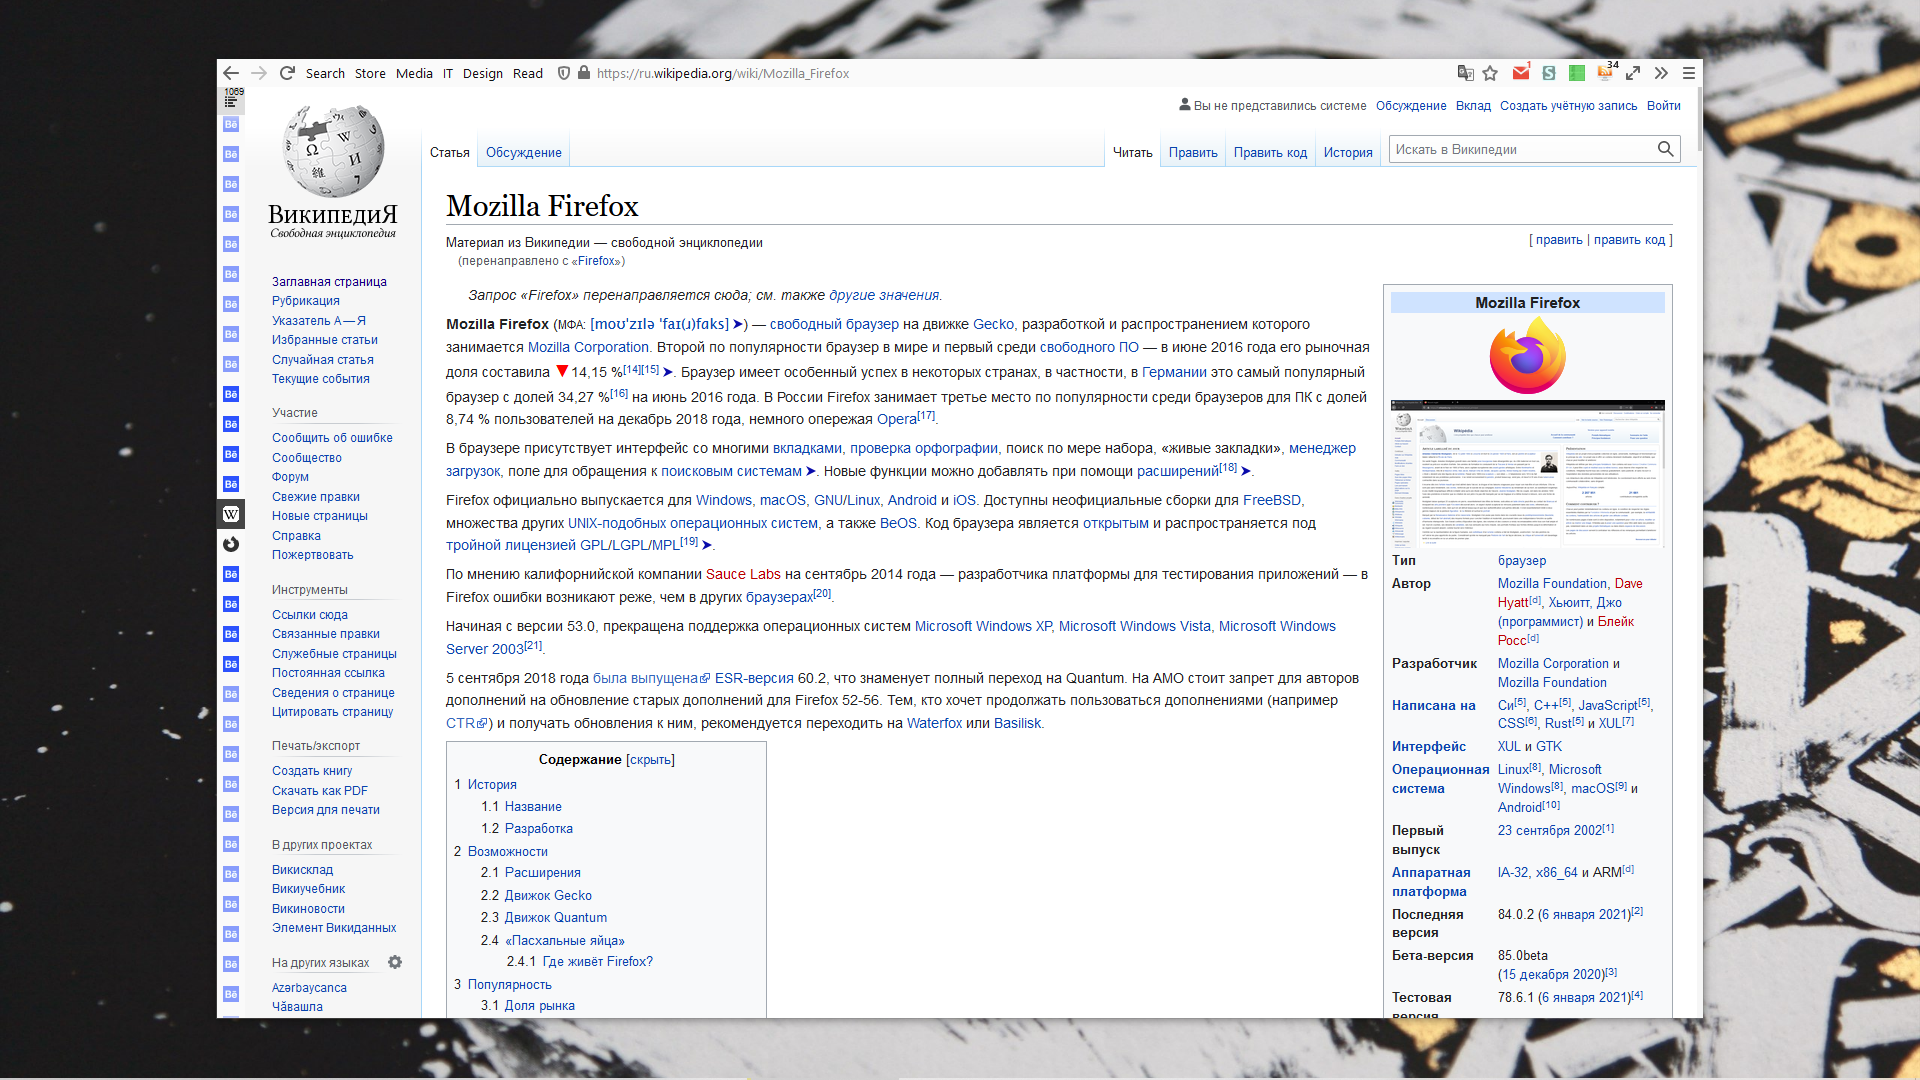 Search Store Media IT Design Read https://ru.wikipedia.org/wiki/Mozilla_Firefox 1 34
1069
Вы не представились системе Обсуждение Вклад Создать учётную запись Войти
Статья Обсуждение Читать Править Править код История Искать в Википедии
ВикипедиЯ
Свободная энциклопедия
Заглавная страница
Рубрикация
Указатель А — Я
Избранные статьи
Случайная статья
Текущие события
Участие
Сообщить об ошибке
Сообщество
Форум
Свежие правки
Новые страницы
Справка
Пожертвовать
Инструменты
Ссылки сюда
Связанные правки
Служебные страницы
Постоянная ссылка
Сведения о странице
Цитировать страницу
Печать/экспорт
Создать книгу
Скачать как PDF
Версия для печати
В других проектах
Викисклад
Викиучебник
Викиновости
Элемент Викиданных
На других языках
Azərbaycanca
Чӑвашла
Mozilla Firefox
Материал из Википедии — свободной энциклопедии [ править | править код ]
(перенаправлено с «Firefox»)
Запрос «Firefox» перенаправляется сюда; см. также другие значения.
Mozilla Firefox (МФА: [moʊˈzɪlə ˈfaɪ(ɹ)fɑks] ➤) — свободный браузер на движке Gecko, разработкой и распространением которого
занимается Mozilla Corporation. Второй по популярности браузер в мире и первый среди свободного ПО — в июне 2016 года его рыночная
доля составила ▼14,15 %[14][15] ➤. Браузер имеет особенный успех в некоторых странах, в частности, в Германии это самый популярный
браузер с долей 34,27 %[16] на июнь 2016 года. В России Firefox занимает третье место по популярности среди браузеров для ПК с долей
8,74 % пользователей на декабрь 2018 года, немного опережая Opera[17].
В браузере присутствует интерфейс со многими вкладками, проверка орфографии, поиск по мере набора, «живые закладки», менеджер
загрузок, поле для обращения к поисковым системам ➤. Новые функции можно добавлять при помощи расширений[18] ➤.
Firefox официально выпускается для Windows, macOS, GNU/Linux, Android и iOS. Доступны неофициальные сборки для FreeBSD,
множества других UNIX-подобных операционных систем, а также BeOS. Код браузера является открытым и распространяется под
тройной лицензией GPL/LGPL/MPL[19] ➤.
По мнению калифорнийской компании Sauce Labs на сентябрь 2014 года — разработчика платформы для тестирования приложений — в
Firefox ошибки возникают реже, чем в других браузерах[20].
Начиная с версии 53.0, прекращена поддержка операционных систем Microsoft Windows XP, Microsoft Windows Vista, Microsoft Windows
Server 2003[21].
5 сентября 2018 года была выпущена ESR-версия 60.2, что знаменует полный переход на Quantum. На AMO стоит запрет для авторов
дополнений на обновление старых дополнений для Firefox 52-56. Тем, кто хочет продолжать пользоваться дополнениями (например
CTR) и получать обновления к ним, рекомендуется переходить на Waterfox или Basilisk.
Содержание [скрыть]
1 История
1.1 Название
1.2 Разработка
2 Возможности
2.1 Расширения
2.2 Движок Gecko
2.3 Движок Quantum
2.4 «Пасхальные яйца»
2.4.1 Где живёт Firefox?
3 Популярность
3.1 Доля рынка
Mozilla Firefox
Тип браузер
Автор Mozilla Foundation, Dave
Hyatt[d], Хьюитт, Джо
(программист) и Блейк
Росс[d]
Разработчик Mozilla Corporation и
Mozilla Foundation
Написана на Си[5], C++[5], JavaScript[5],
CSS[6], Rust[5] и XUL[7]
Интерфейс XUL и GTK
Операционная Linux[8], Microsoft
система Windows[8], macOS[9] и
Android[10]
Первый 23 сентября 2002[1]
выпуск
Аппаратная IA-32, x86_64 и ARM[d]
платформа
Последняя 84.0.2 (6 января 2021)[2]
версия
Бета-версия 85.0beta
(15 декабря 2020)[3]
Тестовая 78.6.1 (6 января 2021)[4]
версия